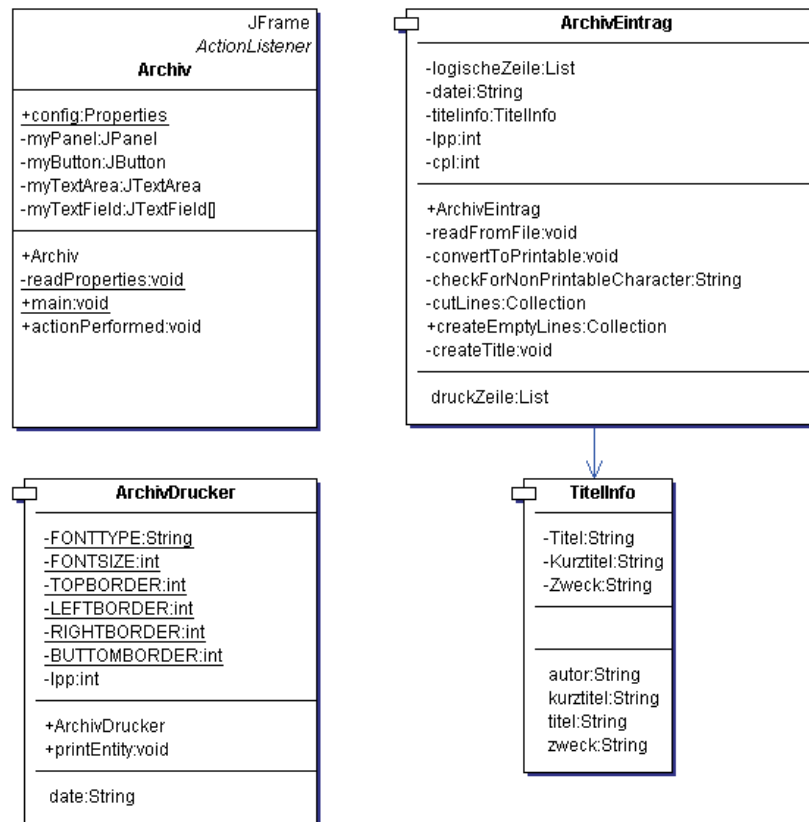 JFrame
ActionListener
Archiv
+config:Properties
-myPanel:JPanel
-myButton:JButton
-myTextArea:JTextArea
-myTextField:JTextField[]
+Archiv
-readProperties:void
+main:void
+actionPerformed:void
ArchivEintrag
-logischeZeile:List
-datei:String
-titelinfo:TitelInfo
-lpp:int
-cpl:int
+ArchivEintrag
-readFromFile:void
-convertToPrintable:void
-checkForNonPrintableCharacter:String
-cutLines:Collection
+createEmptyLines:Collection
-createTitle:void
druckZeile:List
ArchivDrucker
-FONTTYPE:String
-FONTSIZE:int
-TOPBORDER:int
-LEFTBORDER:int
-RIGHTBORDER:int
-BUTTOMBORDER:int
-lpp:int
+ArchivDrucker
+printEntity:void
date:String
TitelInfo
-Titel:String
-Kurztitel:String
-Zweck:String
autor:String
kurztitel:String
titel:String
zweck:String